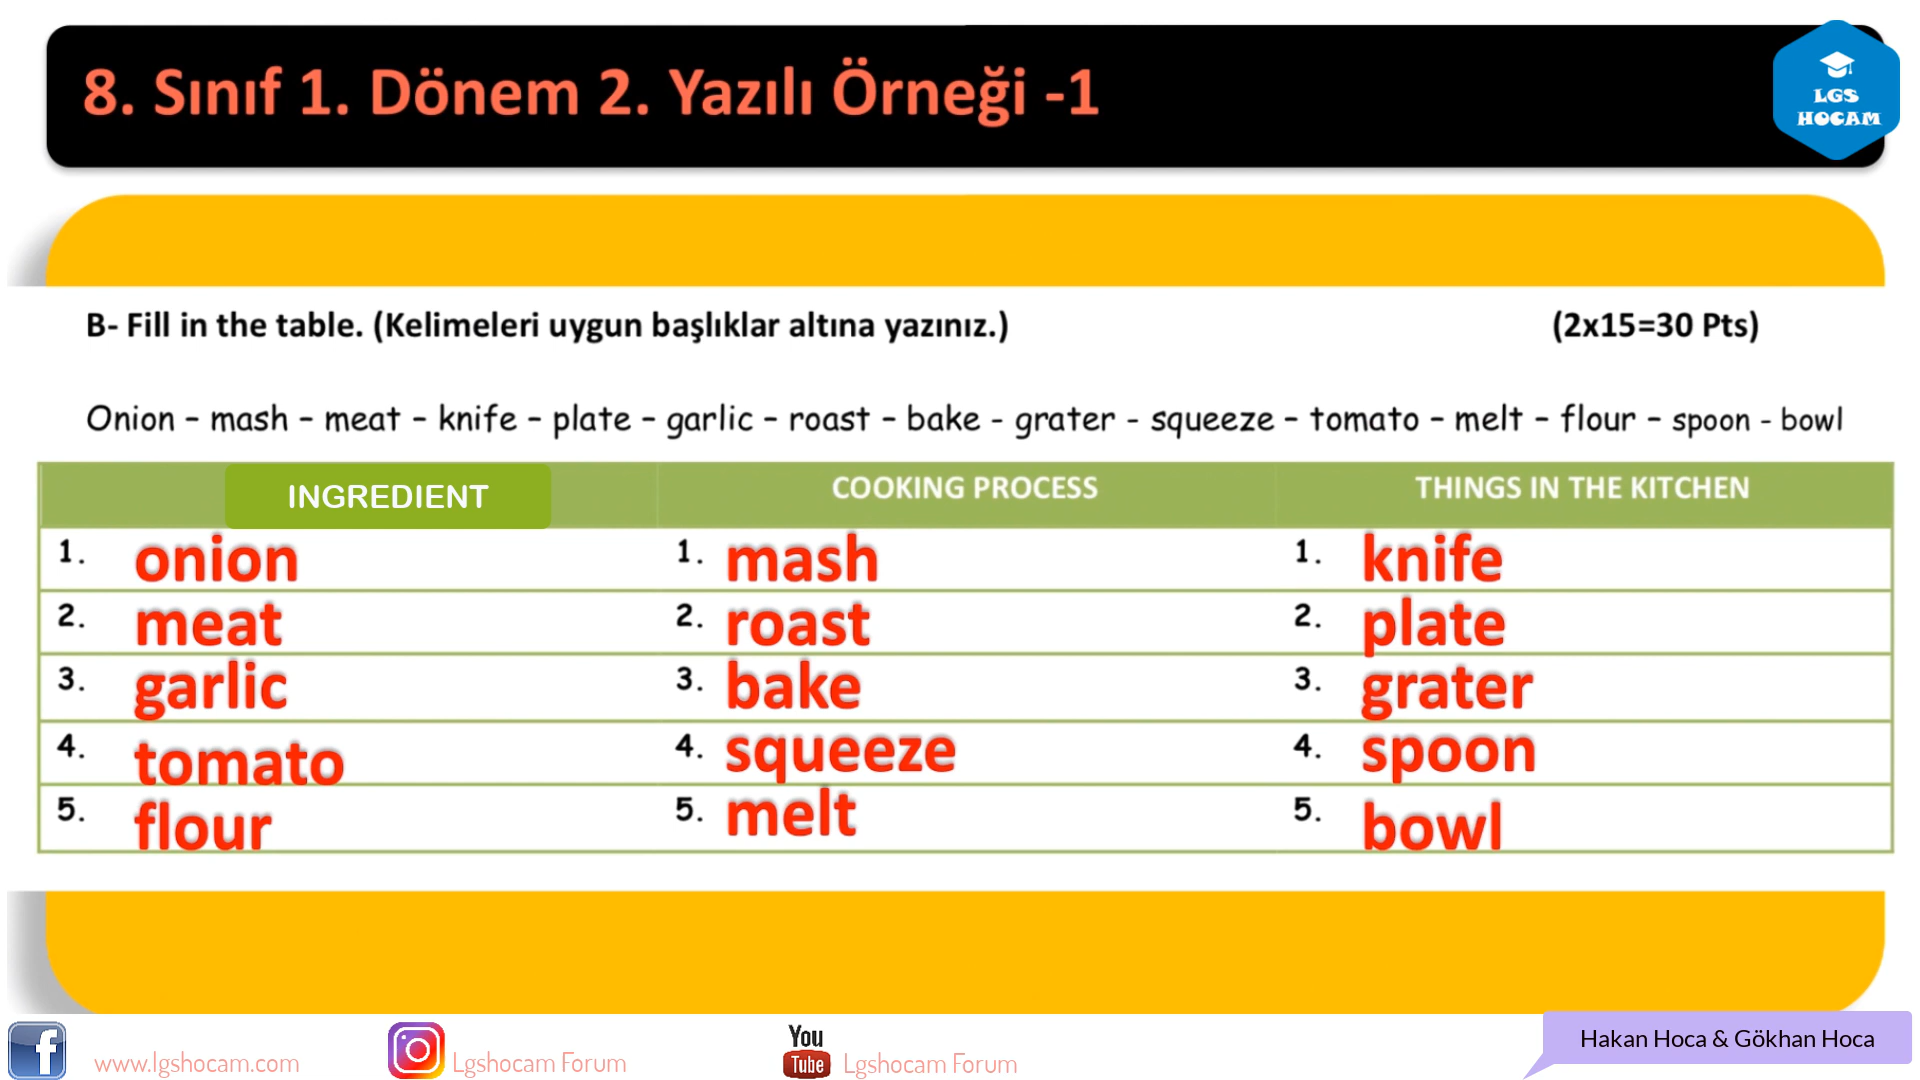 8. Sınıf 1. Dönem 2. Yazılı Örneği -1
LGS
HOCAM
B- Fill in the table. (Kelimeleri uygun başlıklar altına yazınız.) (2x15=30 Pts)
Onion – mash – meat – knife – plate – garlic – roast – bake - grater - squeeze – tomato – melt – flour – spoon - bowl
INGREDIENT COOKING PROCESS THINGS IN THE KITCHEN
1. onion 1. mash 1. knife
2. meat 2. roast 2. plate
3. garlic 3. bake 3. grater
4. tomato 4. squeeze 4. spoon
5. flour 5. melt 5. bowl
www.lgshocam.com Lgshocam Forum You Tube Lgshocam Forum Hakan Hoca & Gökhan Hoca